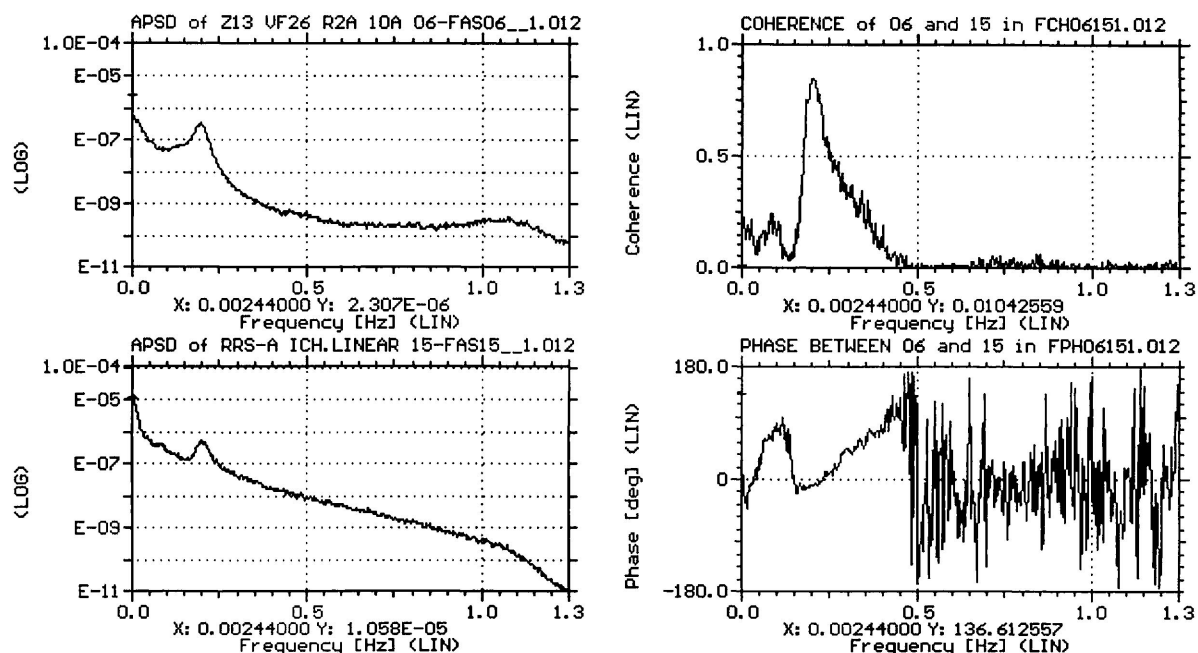 APSD of Z13 VF26 R2A 10A 06-FAS06__1.012
1.0E-04
E-05
E-07
E-09
E-11
(LOG)
0.0 0.5 1.0 1.3
X: 0.00244000 Y: 2.307E-06
Frequency [Hz] (LIN)
COHERENCE of 06 and 15 in FCH06151.012
1.0
0.5
0.0
Coherence (LIN)
0.0 0.5 1.0 1.3
X: 0.00244000 Y: 0.01042559
Frequency [Hz] (LIN)
APSD of RRS-A ICH.LINEAR 15-FAS15__1.012
1.0E-04
E-05
E-07
E-09
E-11
(LOG)
0.0 0.5 1.0 1.3
X: 0.00244000 Y: 1.058E-05
Frequency [Hz] (LIN)
PHASE BETWEEN 06 and 15 in FPH06151.012
180.0
0
-180.0
Phase [deg] (LIN)
0.0 0.5 1.0 1.3
X: 0.00244000 Y: 136.612557
Frequency [Hz] (LIN)